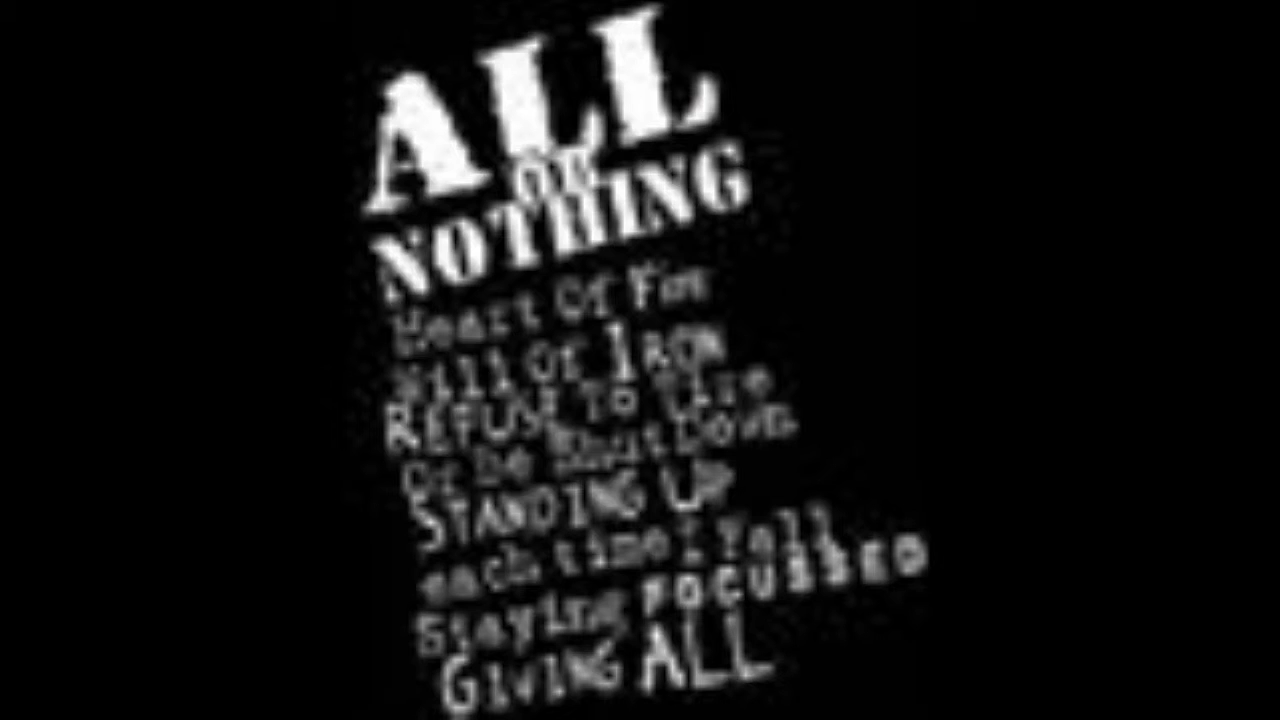 ALL
OR
NOTHING
Heart Of Fire
Will Of IRON
REFUSE To Tire
Or be Shut Down
STANDING UP
each time I Fall
Staying FOCUSSED
GIVING ALL